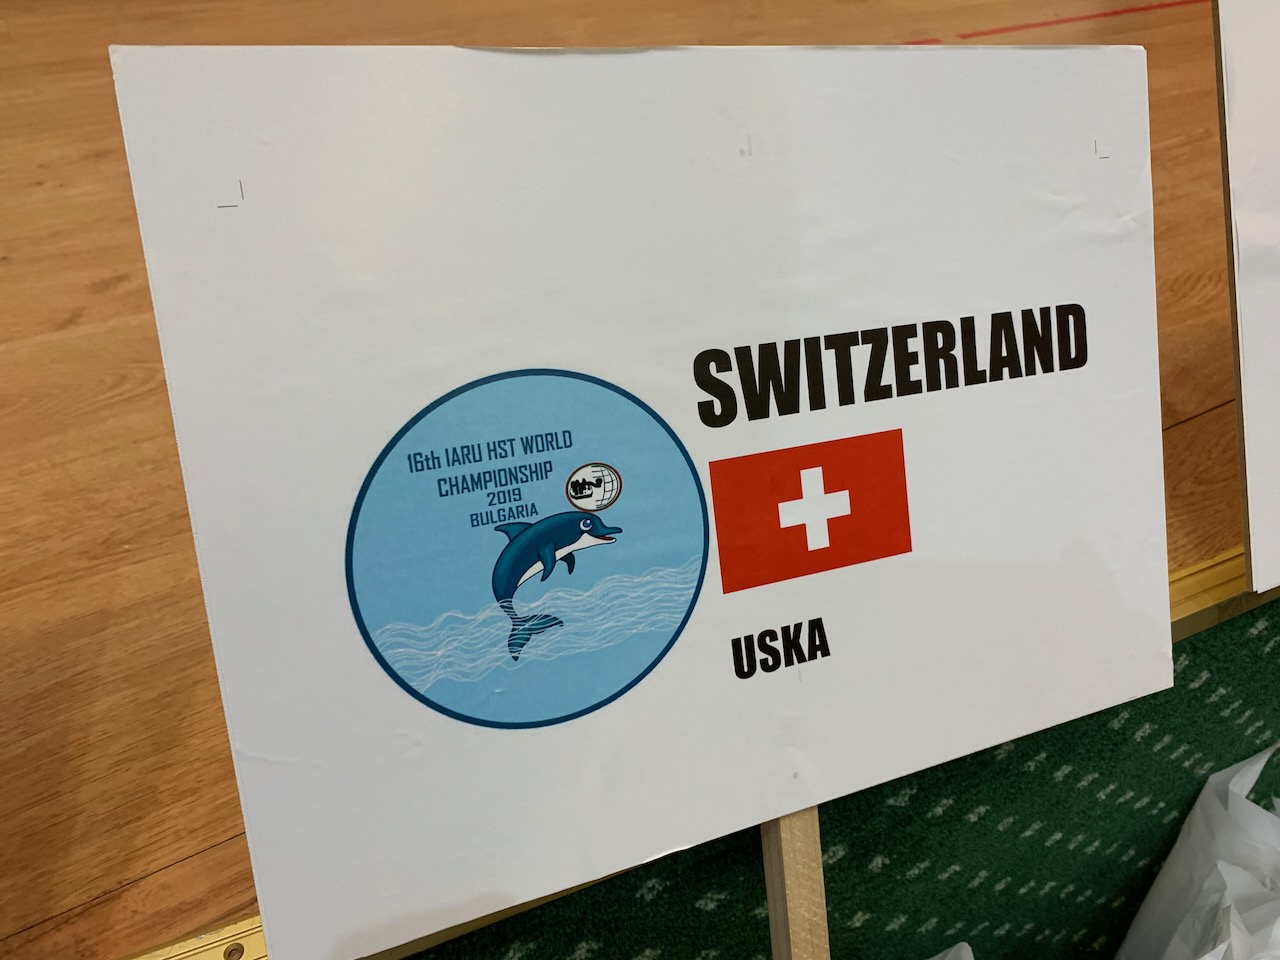 16th IARU HST WORLD
CHAMPIONSHIP
2019
BULGARIA
SWITZERLAND
USKA